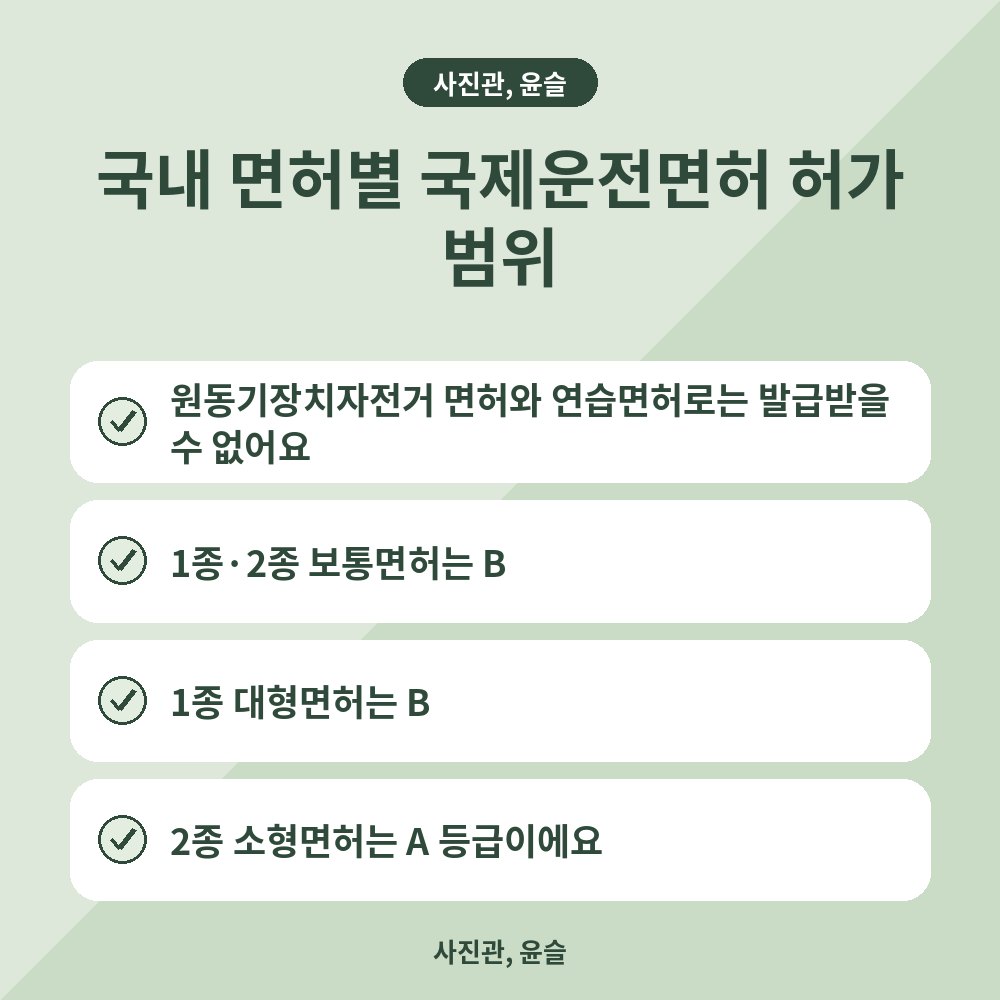 사진관, 윤슬
국내 면허별 국제운전면허 허가
범위
원동기장치자전거 면허와 연습면허로는 발급받을
수 없어요
1종·2종 보통면허는 B
1종 대형면허는 B
2종 소형면허는 A 등급이에요
사진관, 윤슬